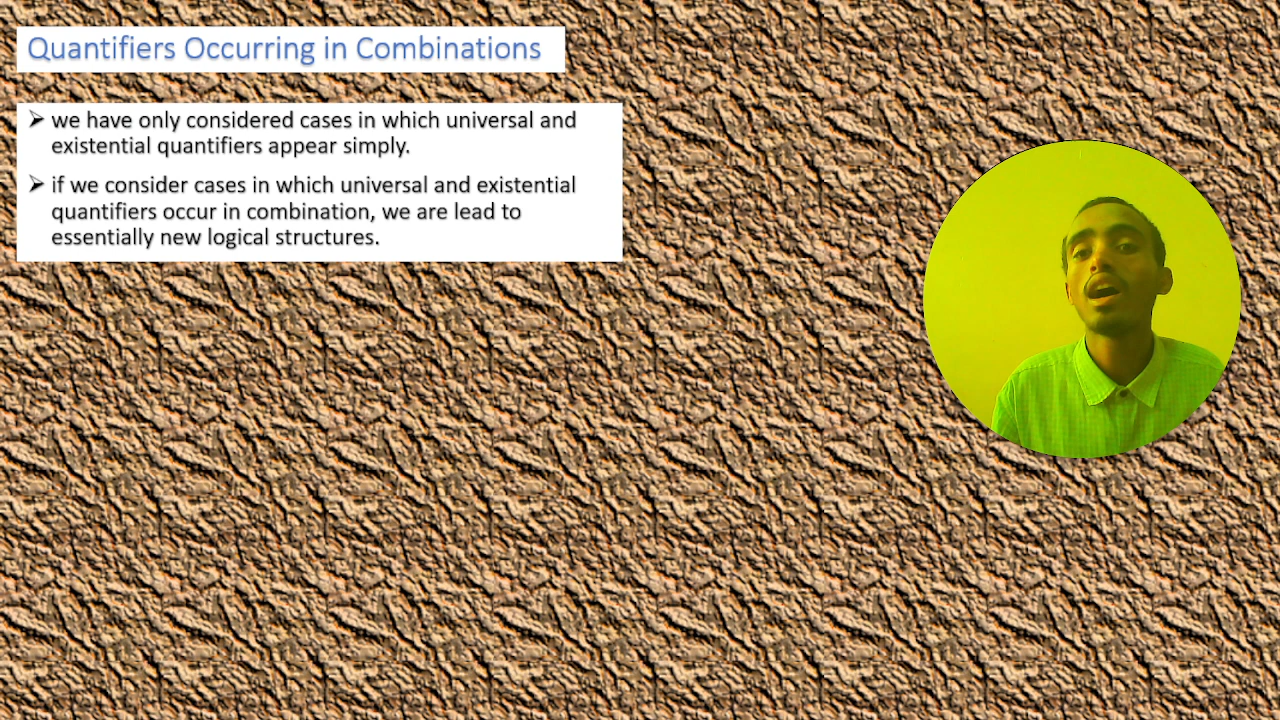 Quantifiers Occurring in Combinations
➢ we have only considered cases in which universal and
existential quantifiers appear simply.
➢ if we consider cases in which universal and existential
quantifiers occur in combination, we are lead to
essentially new logical structures.